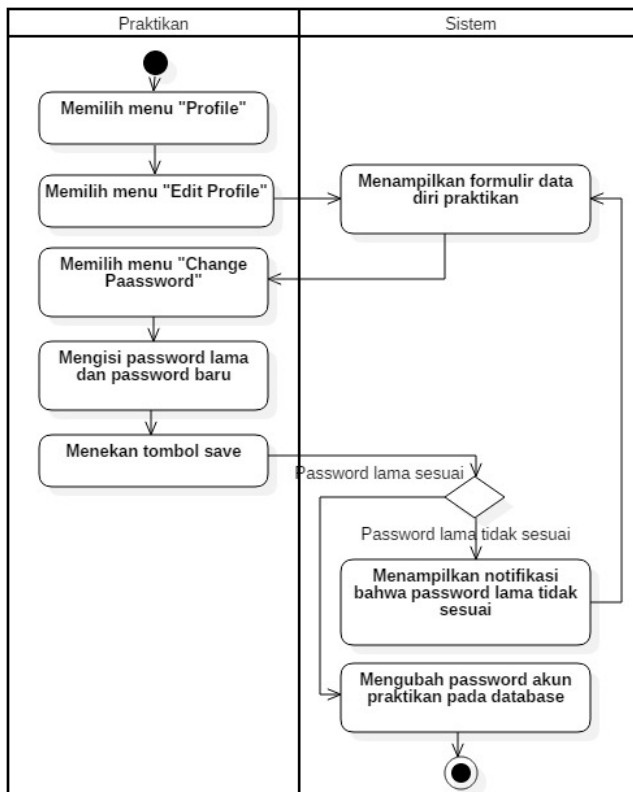 Praktikan
Sistem
Memilih menu "Profile"
Memilih menu "Edit Profile"
Menampilkan formulir data
diri praktikan
Memilih menu "Change
Paassword"
Mengisi password lama
dan password baru
Menekan tombol save
Password lama sesuai
Password lama tidak sesuai
Menampilkan notifikasi
bahwa password lama tidak
sesuai
Mengubah password akun
praktikan pada database